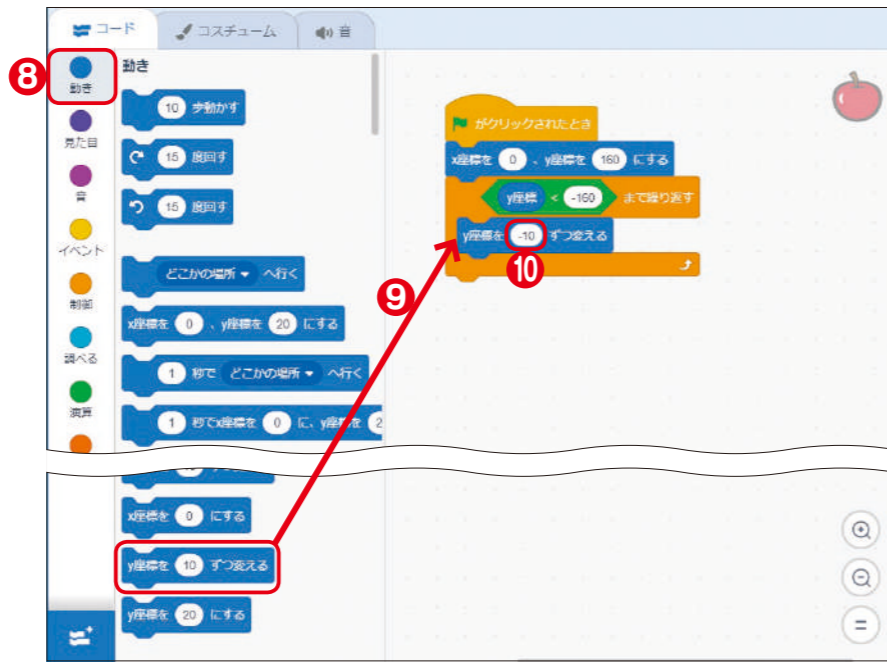 コード
コスチューム
音
❽
動き
見た目
音
イベント
制御
調べる
演算
動き
10 歩動かす
15 度回す
15 度回す
どこかの場所 へ行く
x座標を 0 、y座標を 20 にする
1 秒で どこかの場所 へ行く
1 秒でx座標を 0 に、y座標を 2
x座標を 0 にする
y座標を 10 ずつ変える
y座標を 20 にする
がクリックされたとき
x座標を 0 、y座標を 160 にする
y座標 < -160 まで繰り返す
y座標を -10 ずつ変える
❾
❿